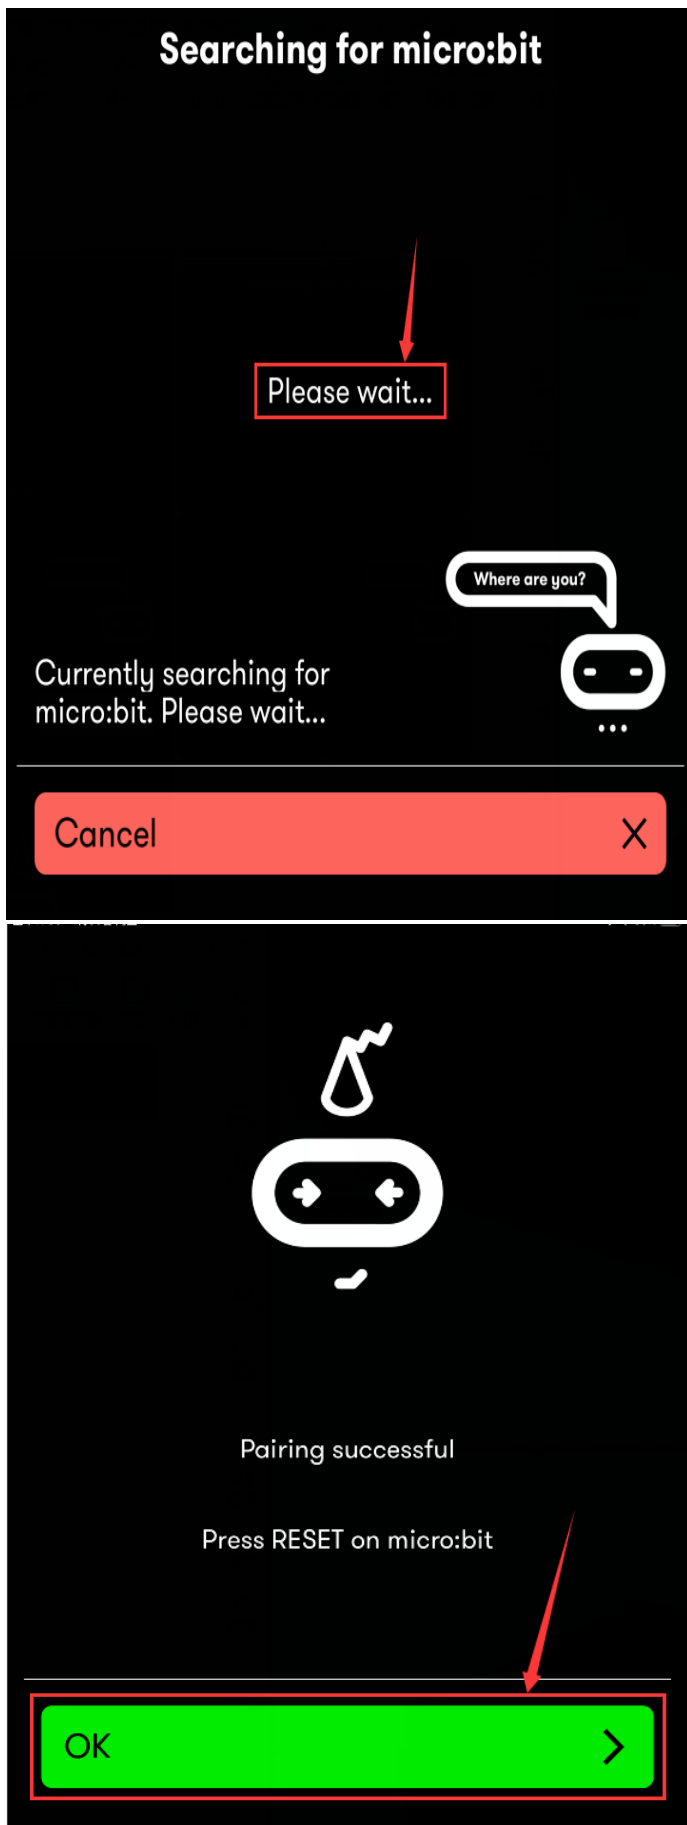 Searching for micro:bit
Please wait...
Where are you?
Currently searching for
micro:bit. Please wait...
Cancel
Pairing successful
Press RESET on micro:bit
OK